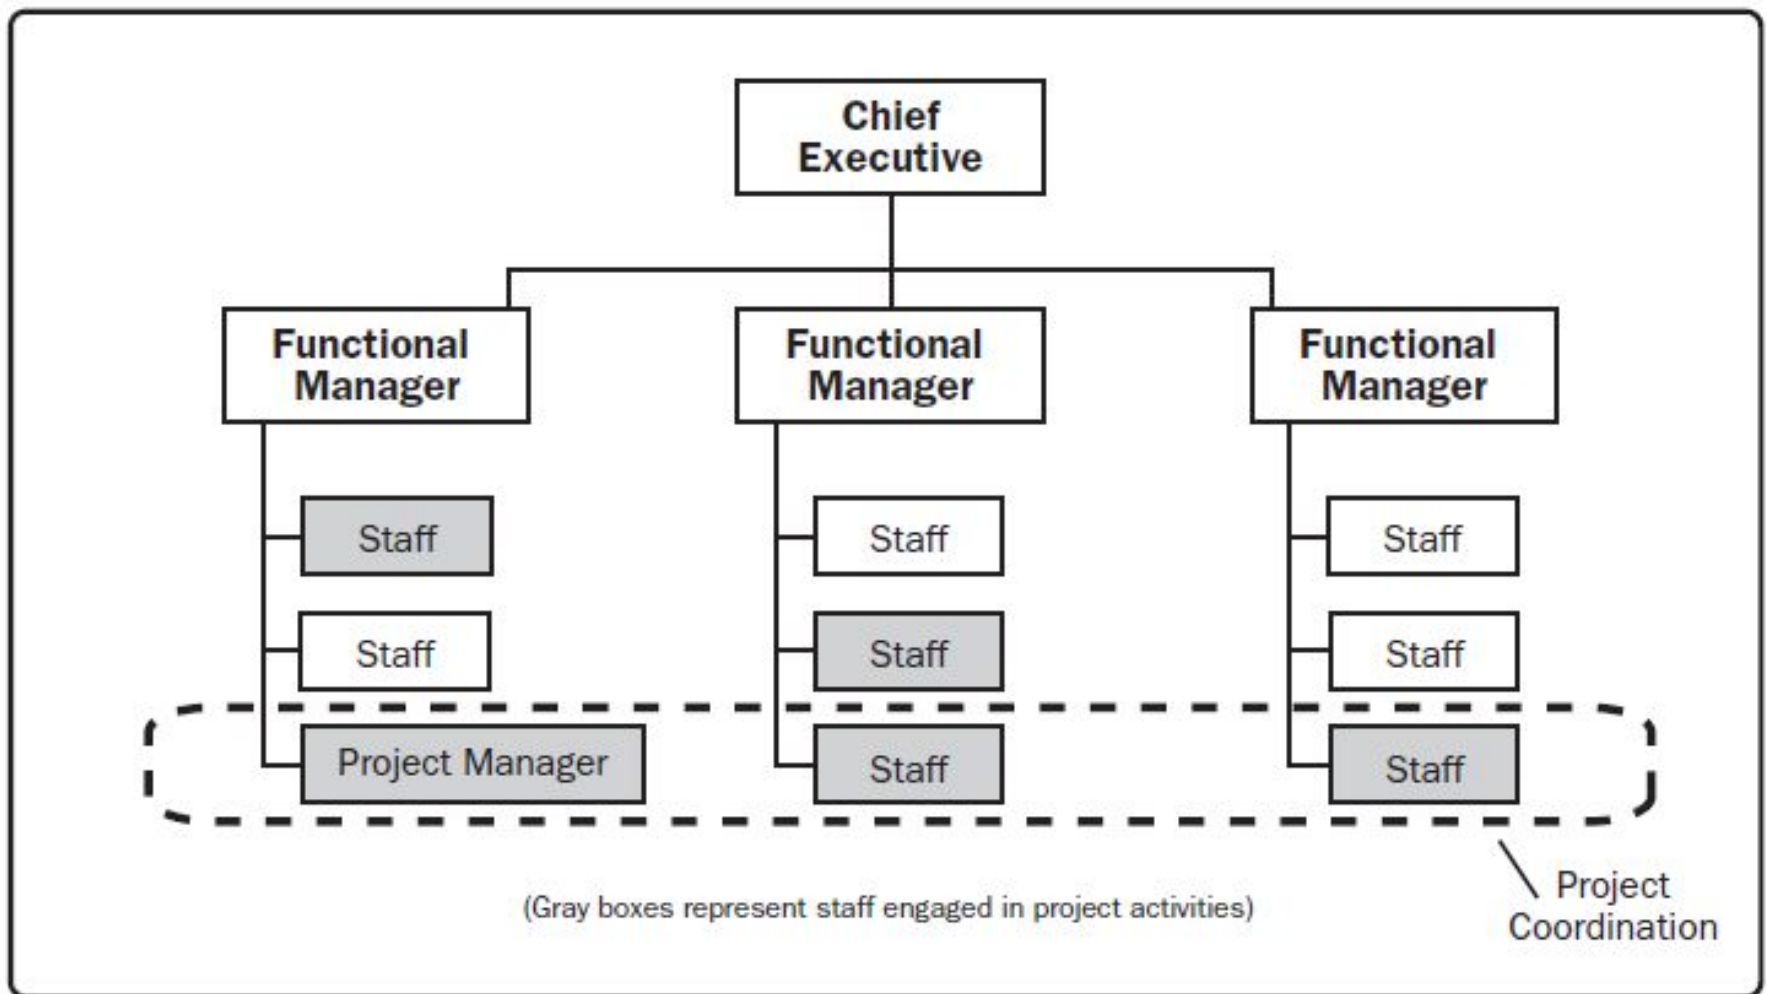 Chief
Executive
Functional
Manager
Functional
Manager
Functional
Manager
Staff
Staff
Staff
Staff
Staff
Staff
Project Manager
Staff
Staff
(Gray boxes represent staff engaged in project activities)
Project
Coordination